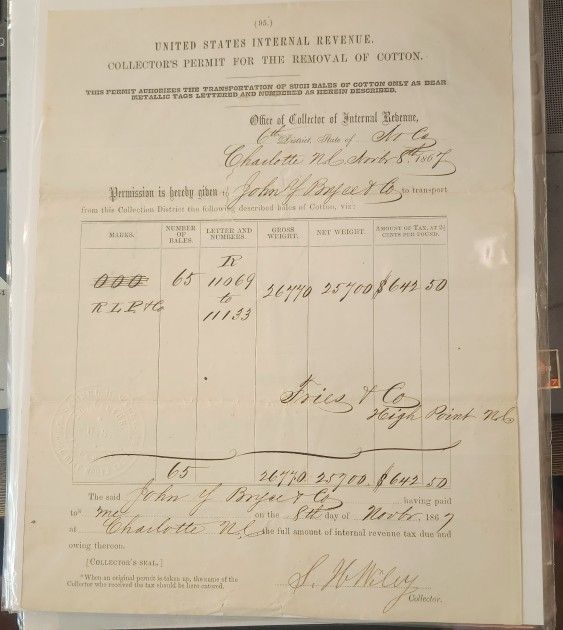 (95.)
UNITED STATES INTERNAL REVENUE.
COLLECTOR'S PERMIT FOR THE REMOVAL OF COTTON.
THIS PERMIT AUHORIZES THE TRANSPORTATION OF SUCH BALES OF COTTON ONLY AS BEAR
METALLIC TAGS LETTERED AND NUMBERED AS HEREIN DESCRIBED.
Office of Collector of Internal Revenue,
6th District, State of No Ca
Charlotte N.C. Novbr 8th 1867
Permission is hereby given to John Y Bryce & Co to transport
from this Collection District the following described bales of Cotton, viz:
MARKS. NUMBER OF BALES. LETTER AND NUMBERS. GROSS WEIGHT. NET WEIGHT. AMOUNT OF TAX, AT 2½ CENTS PER POUND.
R
000 65 11069 26770 25700 $642 50
to
R L P & Co 11133
Fries & Co
High Point N.C
65 26770 25700 $642 50
The said John Y Bryce & Co having paid
to* me on the 8th day of Novbr 1867
at Charlotte N.C. the full amount of internal revenue tax due and
owing thereon.
[COLLECTOR'S SEAL.]
*When an original permit is taken up, the name of the
Collector who received the tax should be here entered.
S. H. Wiley
Collector.